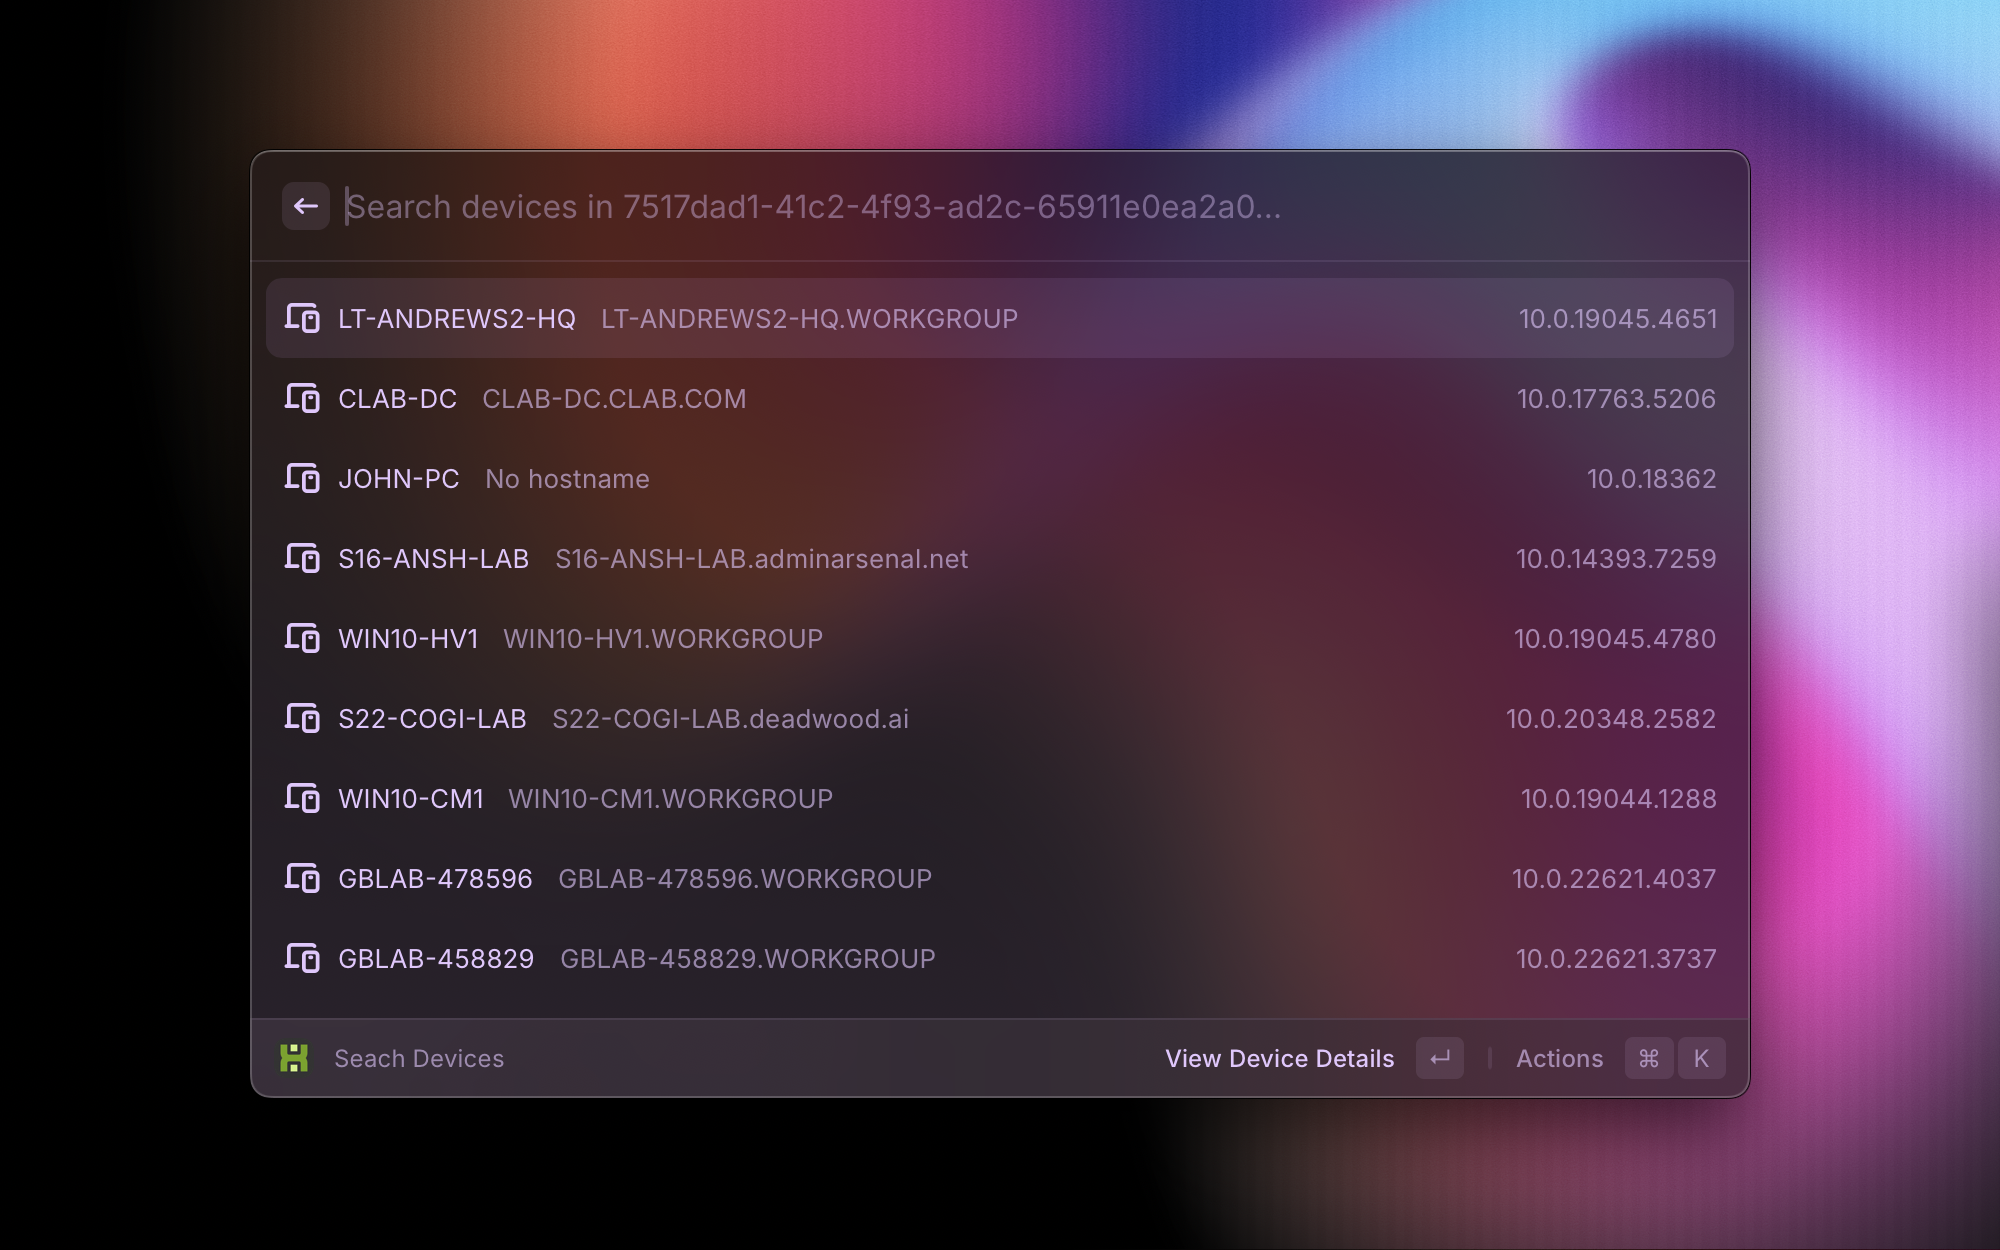 Search devices in 7517dad1-41c2-4f93-ad2c-65911e0ea2a0...
LT-ANDREWS2-HQ LT-ANDREWS2-HQ.WORKGROUP 10.0.19045.4651
CLAB-DC CLAB-DC.CLAB.COM 10.0.17763.5206
JOHN-PC No hostname 10.0.18362
S16-ANSH-LAB S16-ANSH-LAB.adminarsenal.net 10.0.14393.7259
WIN10-HV1 WIN10-HV1.WORKGROUP 10.0.19045.4780
S22-COGI-LAB S22-COGI-LAB.deadwood.ai 10.0.20348.2582
WIN10-CM1 WIN10-CM1.WORKGROUP 10.0.19044.1288
GBLAB-478596 GBLAB-478596.WORKGROUP 10.0.22621.4037
GBLAB-458829 GBLAB-458829.WORKGROUP 10.0.22621.3737
Seach Devices View Device Details ↵ Actions ⌘ K